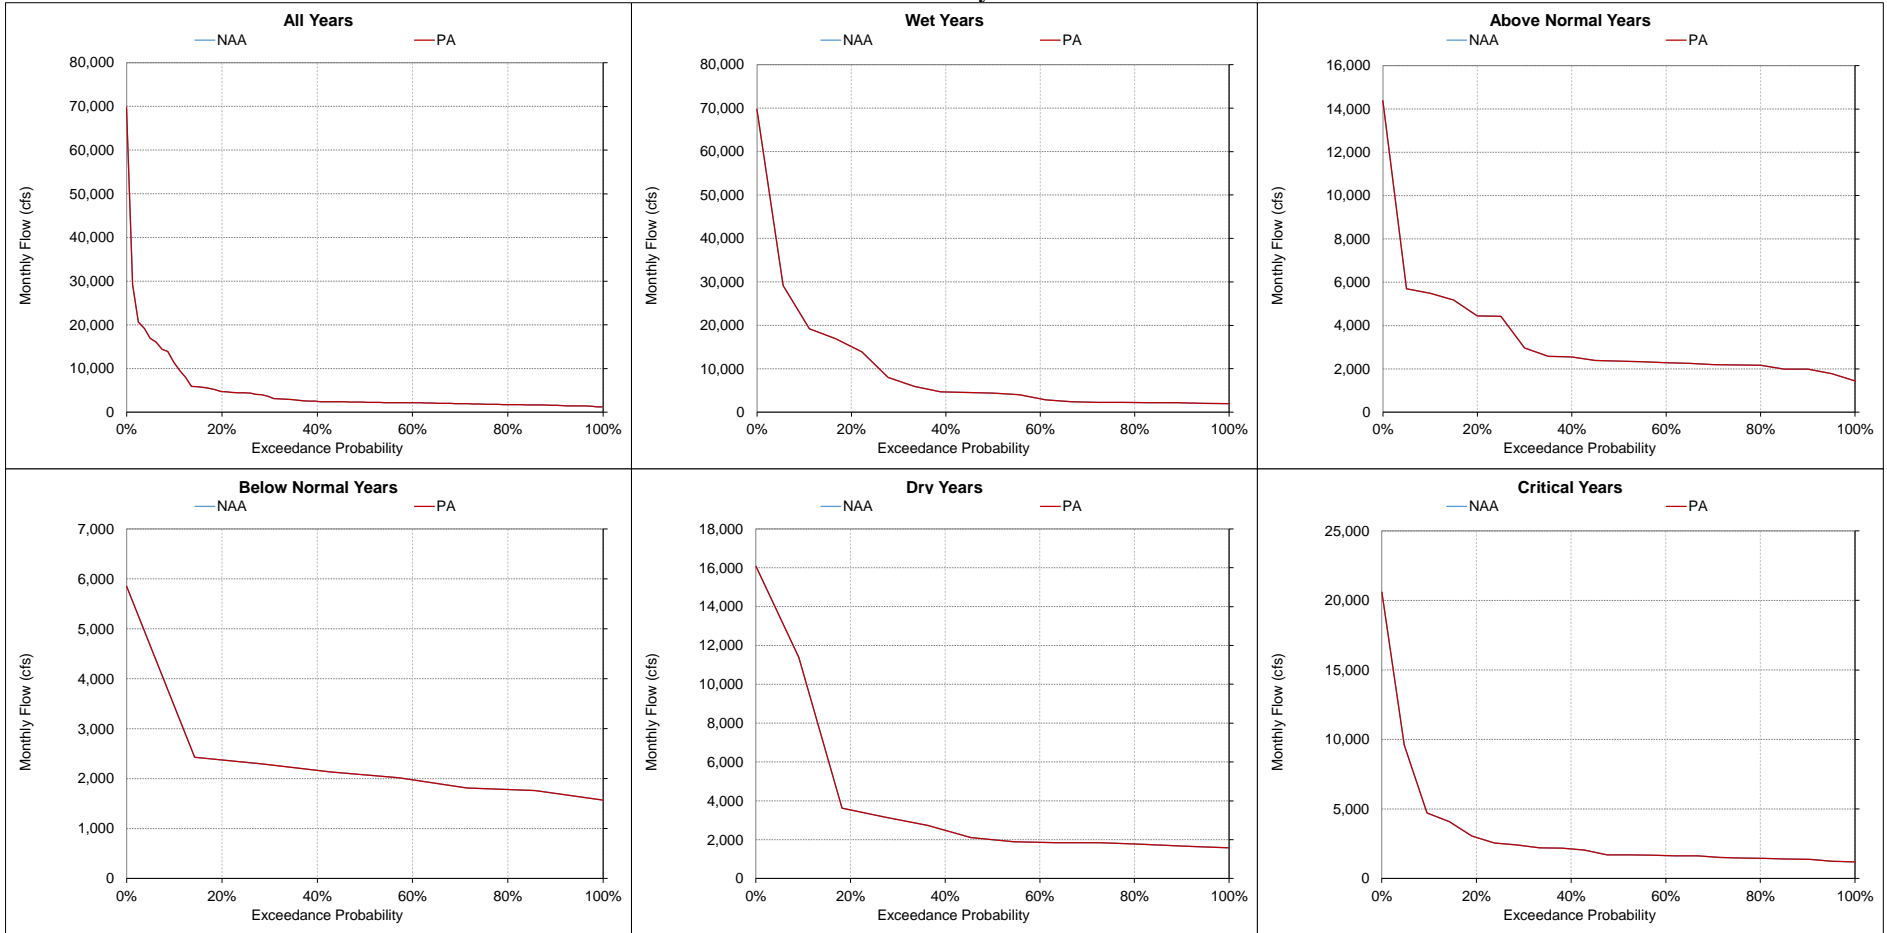 All Years
NAA PA
80,000
70,000
60,000
50,000
40,000
30,000
20,000
10,000
0
Monthly Flow (cfs)
0% 20% 40% 60% 80% 100%
Exceedance Probability
Wet Years
NAA PA
80,000
70,000
60,000
50,000
40,000
30,000
20,000
10,000
0
Monthly Flow (cfs)
0% 20% 40% 60% 80% 100%
Exceedance Probability
Above Normal Years
NAA PA
16,000
14,000
12,000
10,000
8,000
6,000
4,000
2,000
0
Monthly Flow (cfs)
0% 20% 40% 60% 80% 100%
Exceedance Probability
Below Normal Years
NAA PA
7,000
6,000
5,000
4,000
3,000
2,000
1,000
0
Monthly Flow (cfs)
0% 20% 40% 60% 80% 100%
Exceedance Probability
Dry Years
NAA PA
18,000
16,000
14,000
12,000
10,000
8,000
6,000
4,000
2,000
0
Monthly Flow (cfs)
0% 20% 40% 60% 80% 100%
Exceedance Probability
Critical Years
NAA PA
25,000
20,000
15,000
10,000
5,000
0
Monthly Flow (cfs)
0% 20% 40% 60% 80% 100%
Exceedance Probability